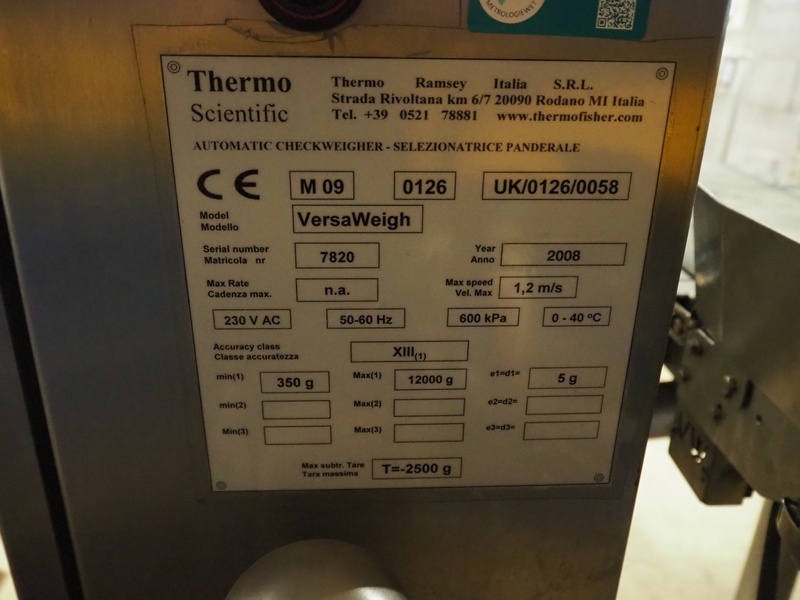 METROLOGIEWET
Thermo
Scientific
Thermo Ramsey Italia S.R.L.
Strada Rivoltana km 6/7 20090 Rodano MI Italia
Tel. +39 0521 78881 www.thermofisher.com
AUTOMATIC CHECKWEIGHER - SELEZIONATRICE PANDERALE
CE M 09 0126 UK/0126/0058
Model
Modello
VersaWeigh
Serial number
Matricola nr
7820
Year
Anno
2008
Max Rate
Cadenza max.
n.a.
Max speed
Vel. Max
1,2 m/s
230 V AC 50-60 Hz 600 kPa 0 - 40 ºC
Accuracy class
Classe accuratezza
XIII(1)
min(1) 350 g Max(1) 12000 g e1=d1= 5 g
min(2) Max(2) e2=d2=
Min(3) Max(3) e3=d3=
Max subtr. Tare
Tara massima
T=-2500 g